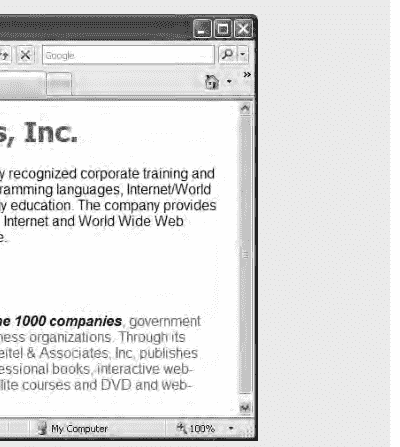 Google
»
s, Inc.
y recognized corporate training and
ramming languages, Internet/World
y education. The company provides
Internet and World Wide Web
e.
ne 1000 companies, government
ness organizations. Through its
eitel & Associates, Inc. publishes
essional books, interactive web-
llite courses and DVD and web-
My Computer 100%